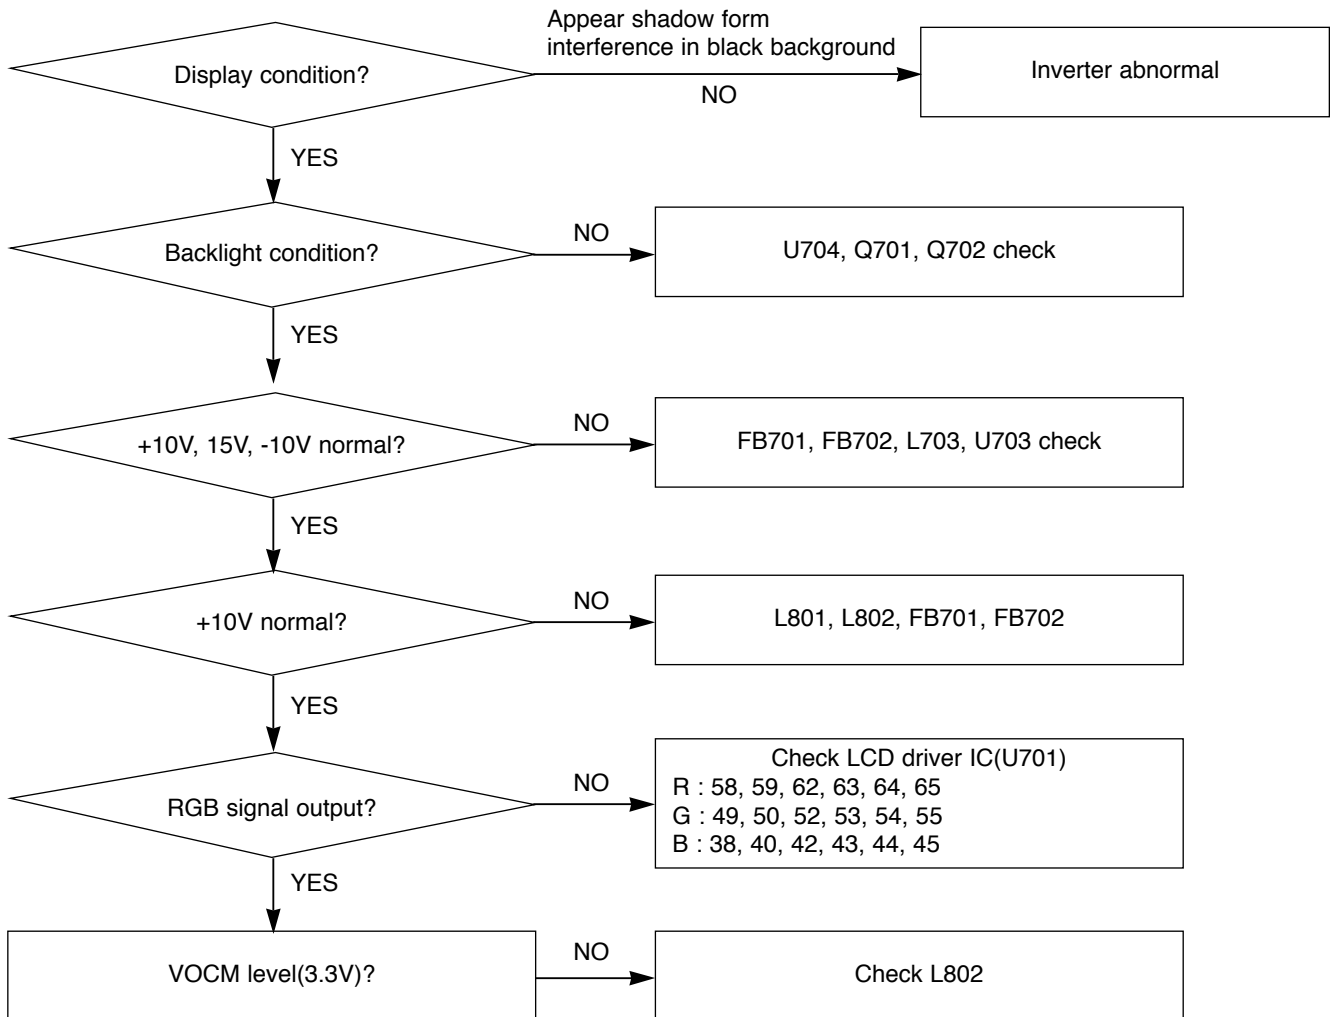 Appear shadow form
interference in black background
Display condition?
NO
Inverter abnormal
YES
Backlight condition?
NO
U704, Q701, Q702 check
YES
+10V, 15V, -10V normal?
NO
FB701, FB702, L703, U703 check
YES
+10V normal?
NO
L801, L802, FB701, FB702
YES
RGB signal output?
NO
Check LCD driver IC(U701)
R : 58, 59, 62, 63, 64, 65
G : 49, 50, 52, 53, 54, 55
B : 38, 40, 42, 43, 44, 45
YES
VOCM level(3.3V)?
NO
Check L802